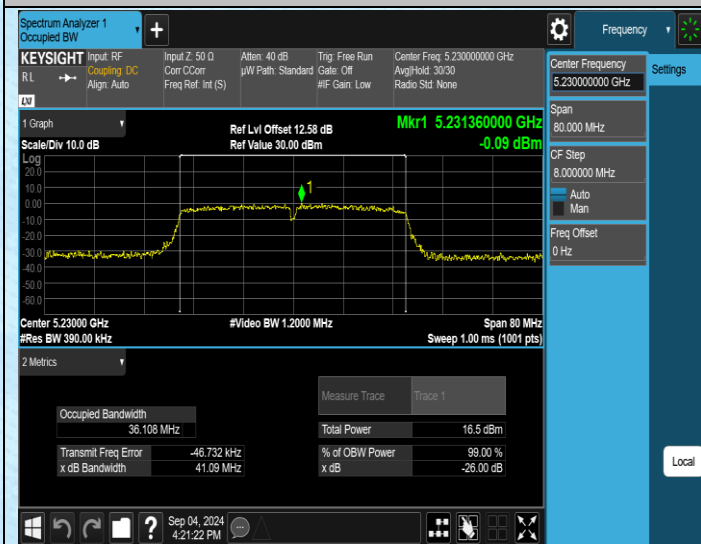 Spectrum Analyzer 1
Occupied BW
+
Frequency
KEYSIGHT
RL
LXI
Input: RF
Coupling: DC
Align: Auto
Input Z: 50 Ω
Corr CCorr
Freq Ref: Int (S)
Atten: 40 dB
µW Path: Standard
Trig: Free Run
Gate: Off
#IF Gain: Low
Center Freq: 5.230000000 GHz
Avg|Hold: 30/30
Radio Std: None
Center Frequency
5.230000000 GHz
Settings
Span
80.000 MHz
CF Step
8.000000 MHz
Auto
Man
Freq Offset
0 Hz
1 Graph
Scale/Div 10.0 dB
Ref Lvl Offset 12.58 dB
Ref Value 30.00 dBm
Mkr1 5.231360000 GHz
-0.09 dBm
Log
20.0
10.0
0.00
-10.0
-20.0
-30.0
-40.0
-50.0
-60.0
1
Center 5.23000 GHz
#Video BW 1.2000 MHz
Span 80 MHz
#Res BW 390.00 kHz
Sweep 1.00 ms (1001 pts)
2 Metrics
Measure Trace
Trace 1
Occupied Bandwidth
36.108 MHz
Total Power
16.5 dBm
Transmit Freq Error
-46.732 kHz
% of OBW Power
99.00 %
x dB Bandwidth
41.09 MHz
x dB
-26.00 dB
Local
?
Sep 04, 2024
4:21:22 PM